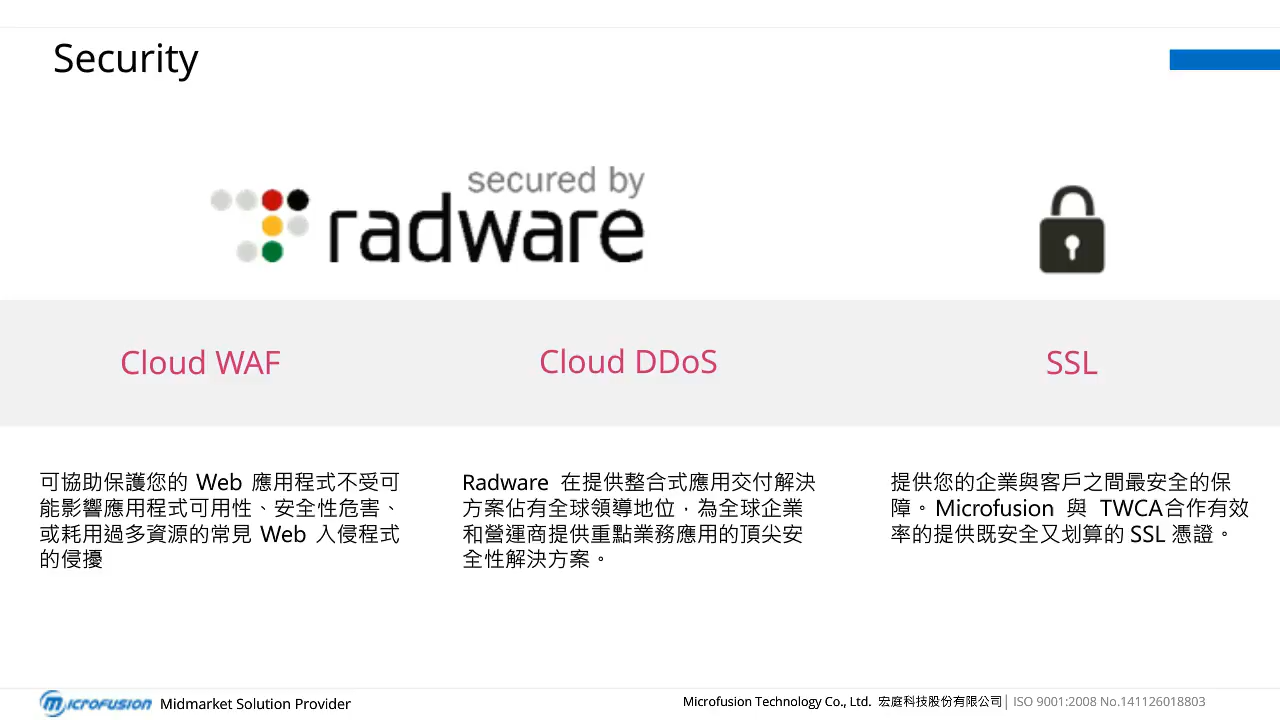 Security
secured by
radware
Cloud WAF
Cloud DDoS
SSL
可協助保護您的 Web 應用程式不受可
能影響應用程式可用性、安全性危害、
或耗用過多資源的常見 Web 入侵程式
的侵擾
Radware 在提供整合式應用交付解決
方案佔有全球領導地位，為全球企業
和營運商提供重點業務應用的頂尖安
全性解決方案。
提供您的企業與客戶之間最安全的保
障。Microfusion 與 TWCA合作有效
率的提供既安全又划算的 SSL 憑證。
MICROFUSION Midmarket Solution Provider
Microfusion Technology Co., Ltd. 宏庭科技股份有限公司│ ISO 9001:2008 No.141126018803